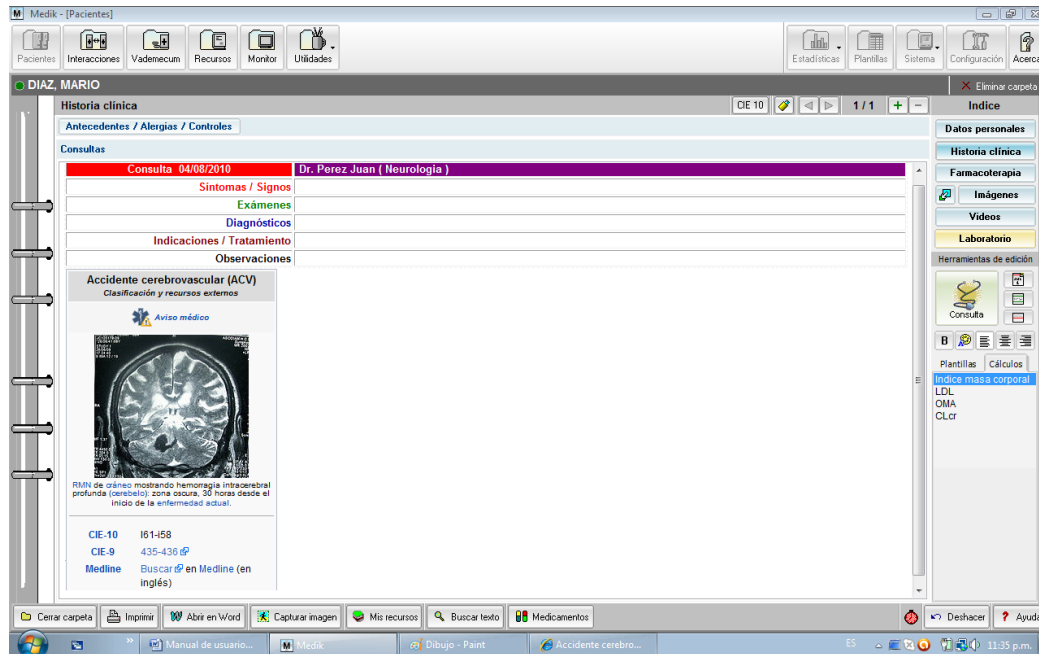 Medik - [Pacientes]
Pacientes Interacciones Vademecum Recursos Monitor Utilidades Estadísticas Plantillas Sistema Configuración Acerca
DIAZ, MARIO
Eliminar carpeta
Historia clínica
CIE 10
1 / 1
Indice
Antecedentes / Alergias / Controles
Consultas
Consulta 04/08/2010
Dr. Perez Juan ( Neurologia )
Síntomas / Signos
Exámenes
Diagnósticos
Indicaciones / Tratamiento
Observaciones
Accidente cerebrovascular (ACV)
Clasificación y recursos externos
Aviso médico
RMN de cráneo mostrando hemorragia intracerebral
profunda (cerebelo): zona oscura, 30 horas desde el
inicio de la enfermedad actual.
CIE-10 I61-I58
CIE-9 435-436
Medline Buscar en Medline (en
inglés)
Datos personales
Historia clínica
Farmacoterapia
Imágenes
Videos
Laboratorio
Herramientas de edición
Consulta
B
Plantillas Cálculos
Indice masa corporal
LDL
OMA
CLcr
Cerrar carpeta Imprimir Abrir en Word Capturar imagen Mis recursos Buscar texto Medicamentos Deshacer Ayuda
Manual de usuario... Medik Dibujo - Paint Accidente cerebro... ES 11:35 p.m.